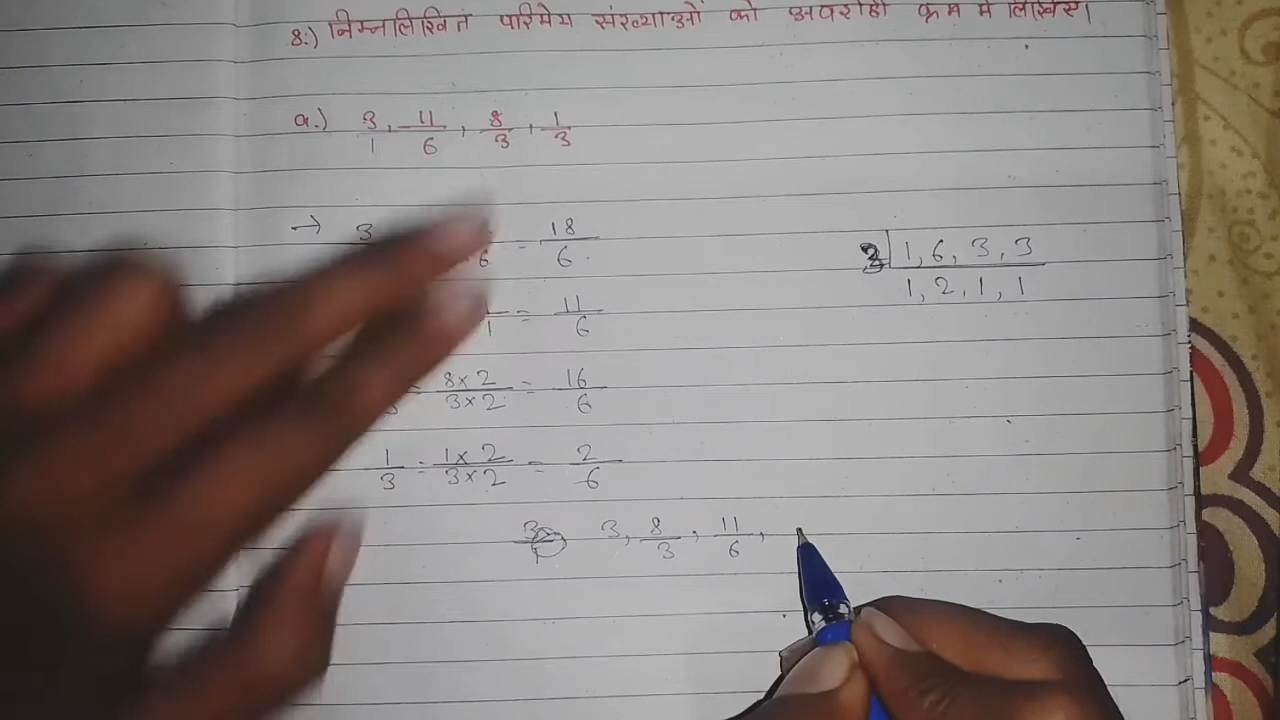 8.) निम्नलिखित परिमेय संख्याओं को अवरोही क्रम में लिखिए।
a.) 3/1, 11/6, 8/3, 1/3
→ 3 6 = 18/6
1 = 11/6
8×2/3×2 = 16/6
1/3 = 1×2/3×2 = 2/6
3, 8/3, 11/6,
1, 6, 3, 3
1, 2, 1, 1